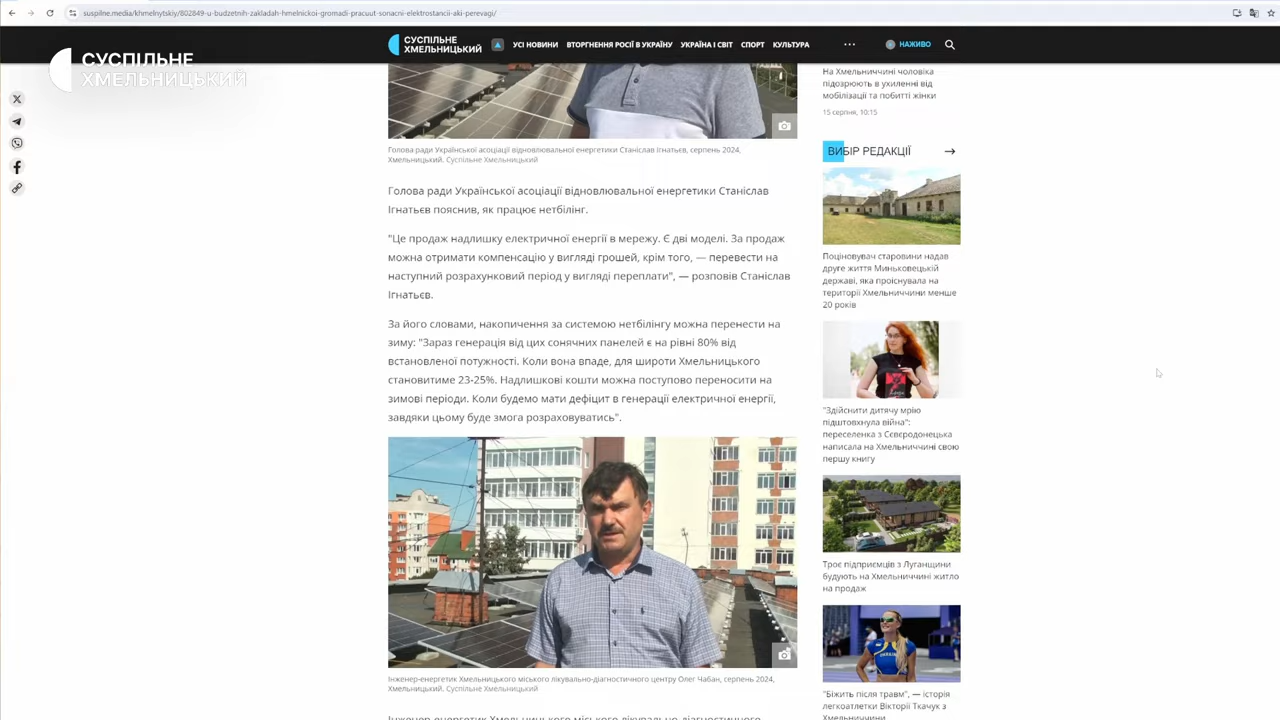 suspilne.media/khmelnytskiy/802849-u-budzetnih-zakladah-hmelnickoi-gromadi-pracuut-sonacni-elektrostancii-aki-perevagi/
СУСПІЛЬНЕ
ХМЕЛЬНИЦЬКИЙ
СУСПІЛЬНЕ
ХМЕЛЬНИЦЬКИЙ
УСІ НОВИНИ ВТОРГНЕННЯ РОСІЇ В УКРАЇНУ УКРАЇНА І СВІТ СПОРТ КУЛЬТУРА ··· НАЖИВО
Голова ради Української асоціації відновлювальної енергетики Станіслав Ігнатьєв, серпень 2024,
Хмельницький. Суспільне Хмельницький
Голова ради Української асоціації відновлювальної енергетики Станіслав
Ігнатьєв пояснив, як працює нетбілінг.
"Це продаж надлишку електричної енергії в мережу. Є дві моделі. За продаж
можна отримати компенсацію у вигляді грошей, крім того, — перевести на
наступний розрахунковий період у вигляді переплати", — розповів Станіслав
Ігнатьєв.
За його словами, накопичення за системою нетбілінгу можна перенести на
зиму: "Зараз генерація від цих сонячних панелей є на рівні 80% від
встановленої потужності. Коли вона впаде, для широти Хмельницького
становитиме 23-25%. Надлишкові кошти можна поступово переносити на
зимові періоди. Коли будемо мати дефіцит в генерації електричної енергії,
завдяки цьому буде змога розраховуватись".
Інженер-енергетик Хмельницького міського лікувально-діагностичного центру Олег Чабан, серпень 2024,
Хмельницький. Суспільне Хмельницький
Інженер-енергетик Хмельницького міського лікувально-діагностичного
На Хмельниччині чоловіка
підозрюють в ухиленні від
мобілізації та побитті жінки
15 серпня, 10:15
ВИБІР РЕДАКЦІЇ
Поціновувач старовини надав
друге життя Миньковецькій
державі, яка проіснувала на
території Хмельниччини менше
20 років
"Здійснити дитячу мрію
підштовхнула війна":
переселенка з Сєвєродонецька
написала на Хмельниччині свою
першу книгу
Троє підприємців з Луганщини
будують на Хмельниччині житло
на продаж
"Біжить після травм", — історія
легкоатлетки Вікторії Ткачук з
Хмельниччини